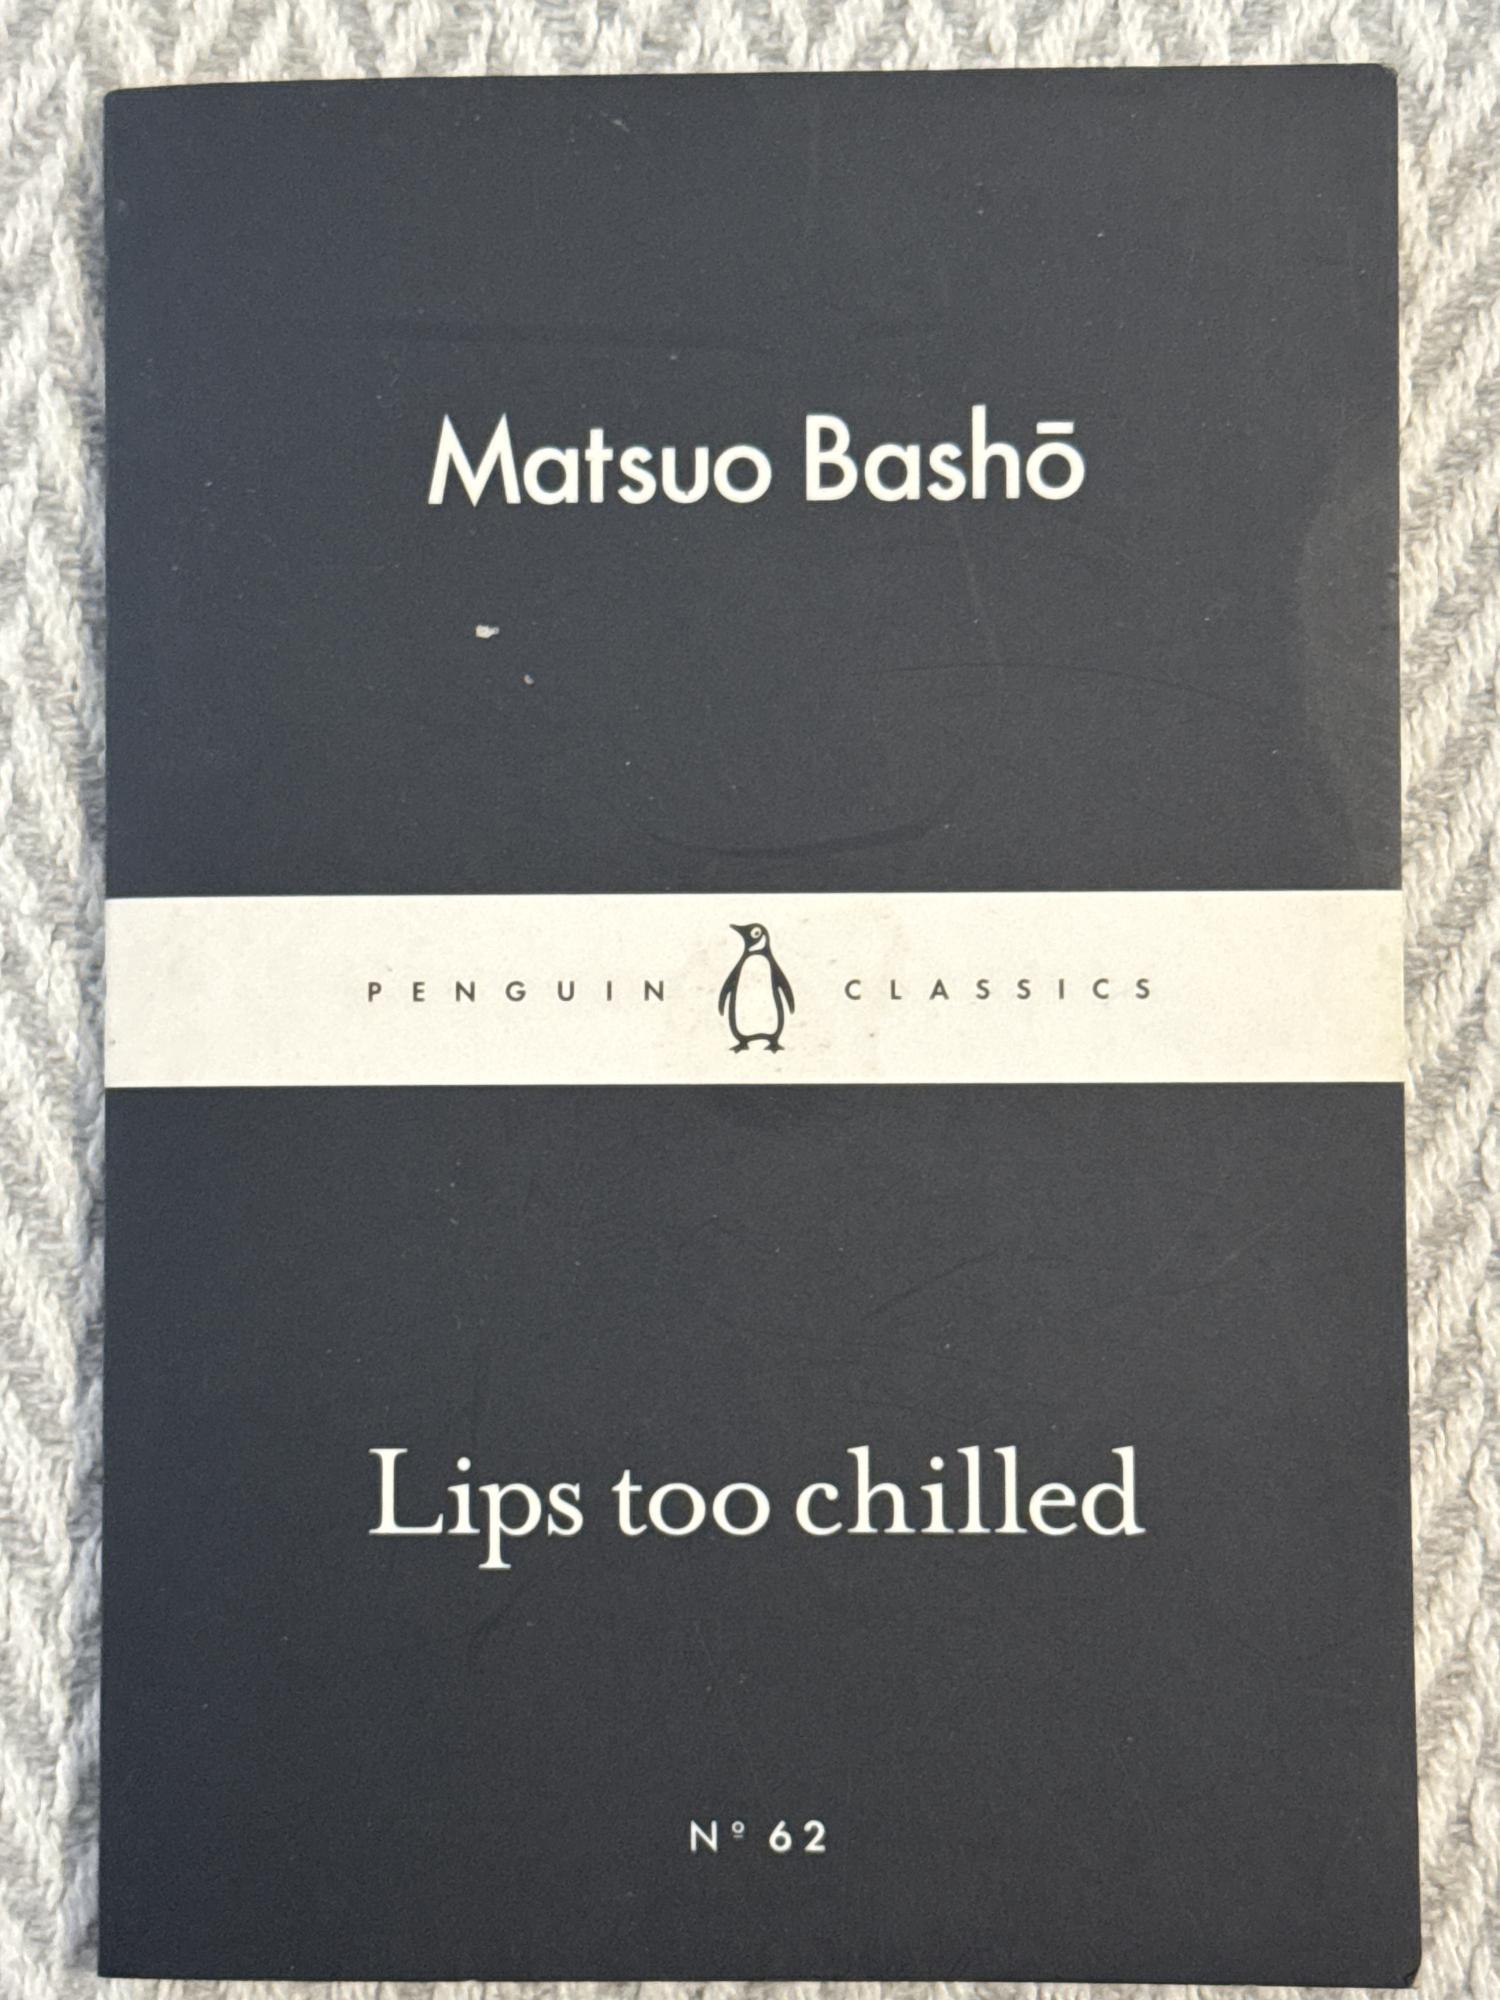 Matsuo Bashō
PENGUIN CLASSICS
Lips too chilled
Nº 62